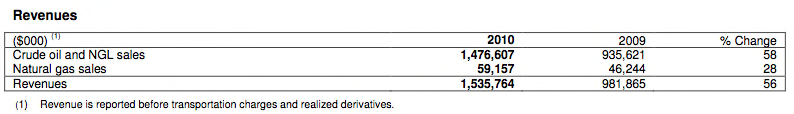 Revenues
($000) (1) 2010 2009 % Change
Crude oil and NGL sales 1,476,607 935,621 58
Natural gas sales 59,157 46,244 28
Revenues 1,535,764 981,865 56
(1) Revenue is reported before transportation charges and realized derivatives.